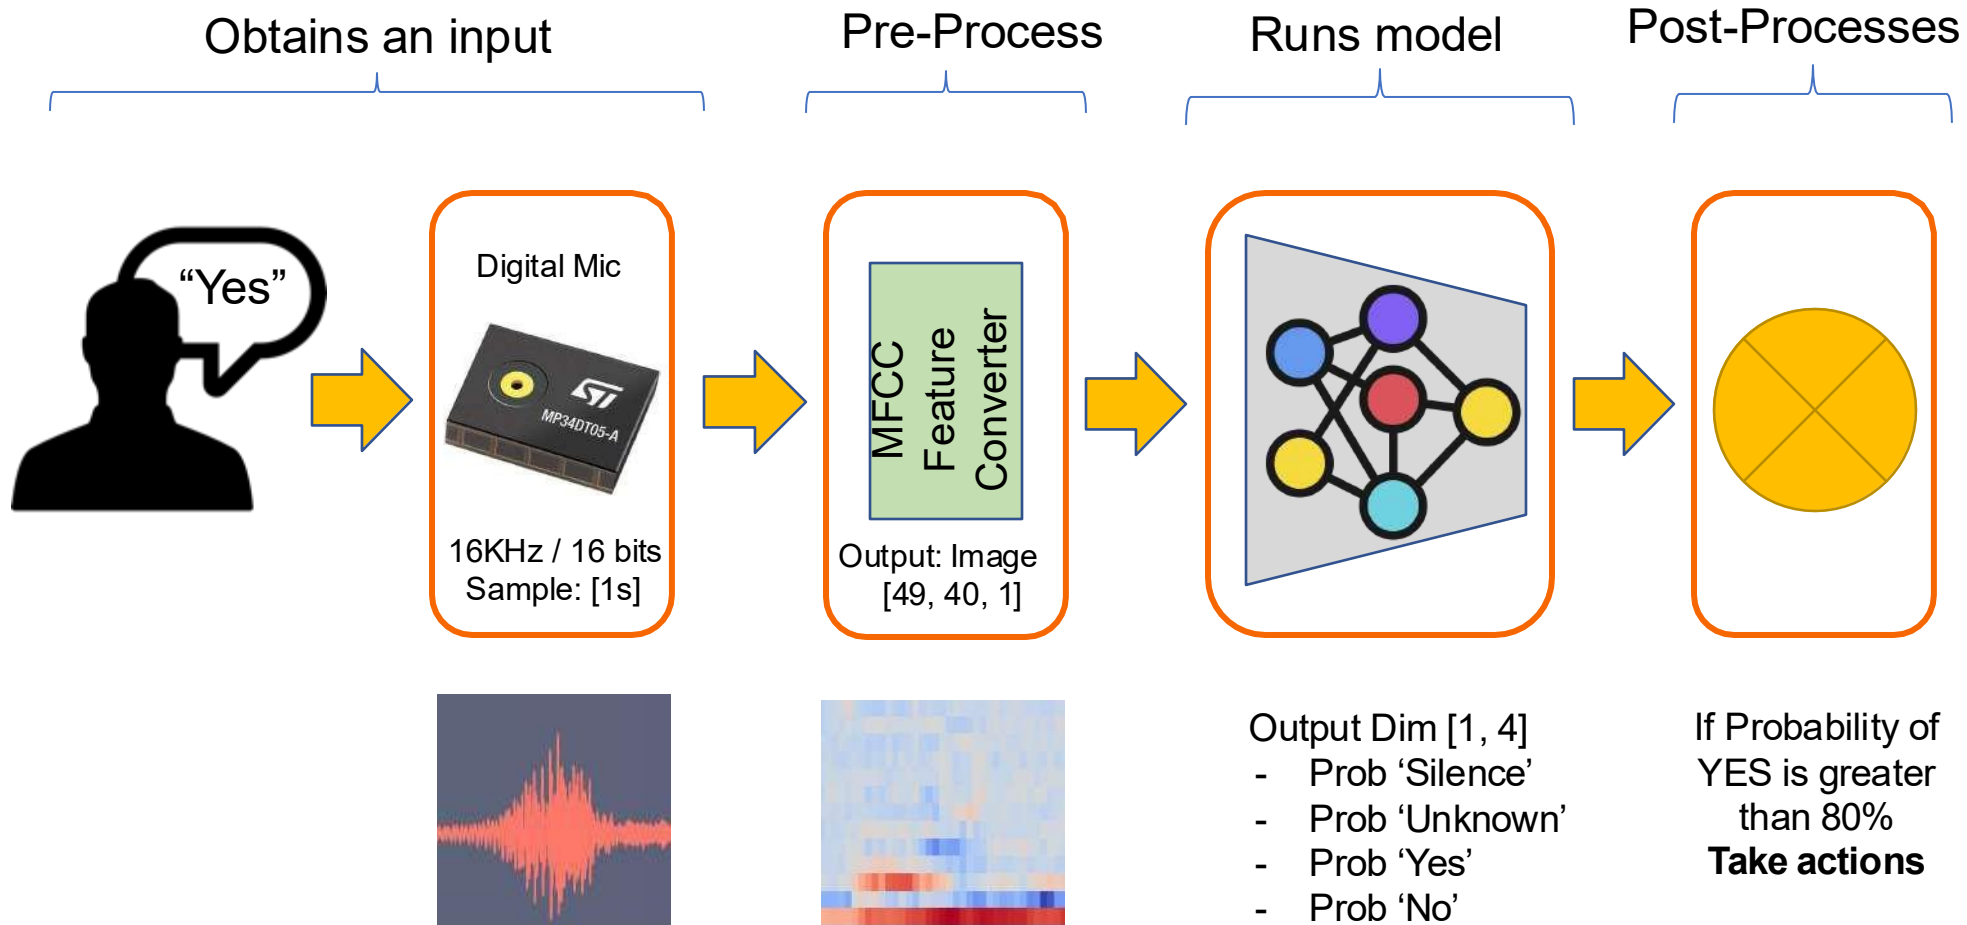 Obtains an input
Pre-Process
Runs model
Post-Processes
“Yes”
Digital Mic
ST
MP34DT05-A
16KHz / 16 bits
Sample: [1s]
MFCC
Feature
Converter
Output: Image
[49, 40, 1]
Output Dim [1, 4]
- Prob ‘Silence’
- Prob ‘Unknown’
- Prob ‘Yes’
- Prob ‘No’
If Probability of
YES is greater
than 80%
Take actions